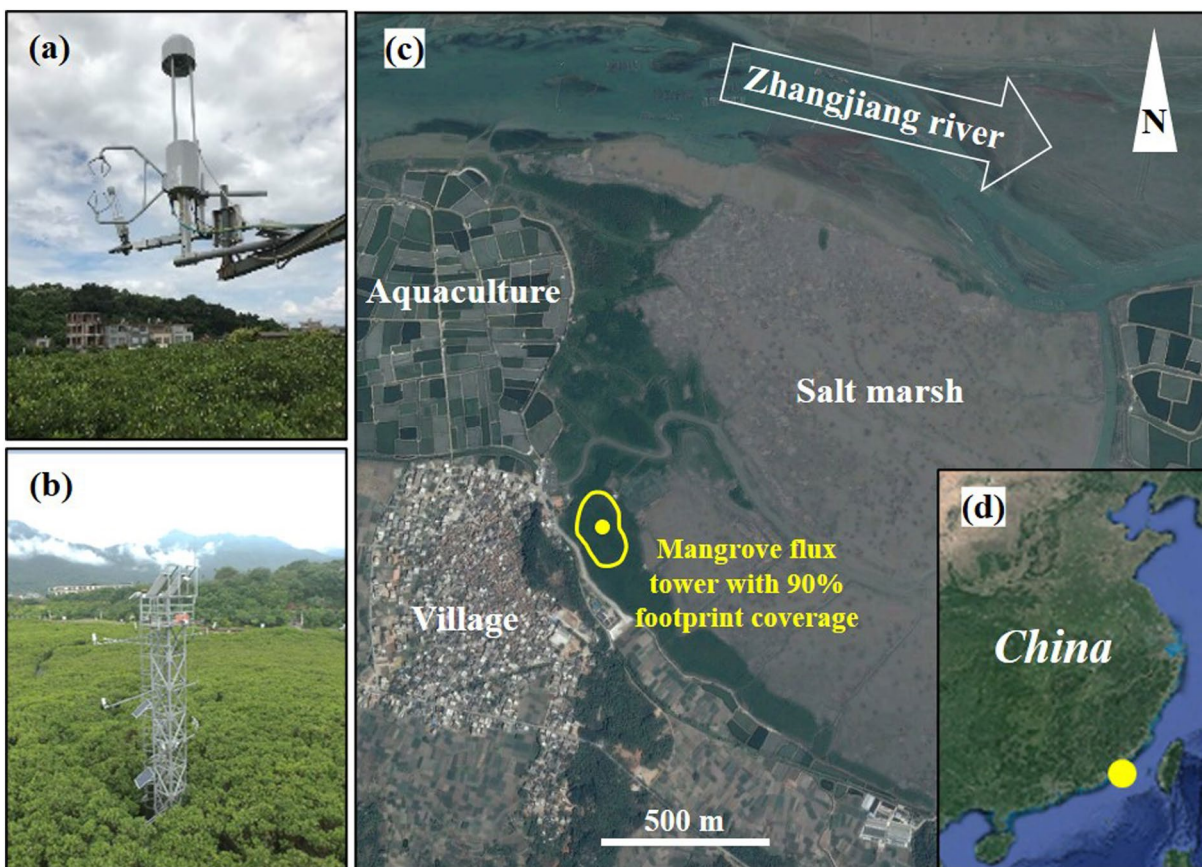 (a)
(b)
(c)
Zhangjiang river
N
Aquaculture
Salt marsh
Mangrove flux
tower with 90%
footprint coverage
Village
500 m
(d)
China